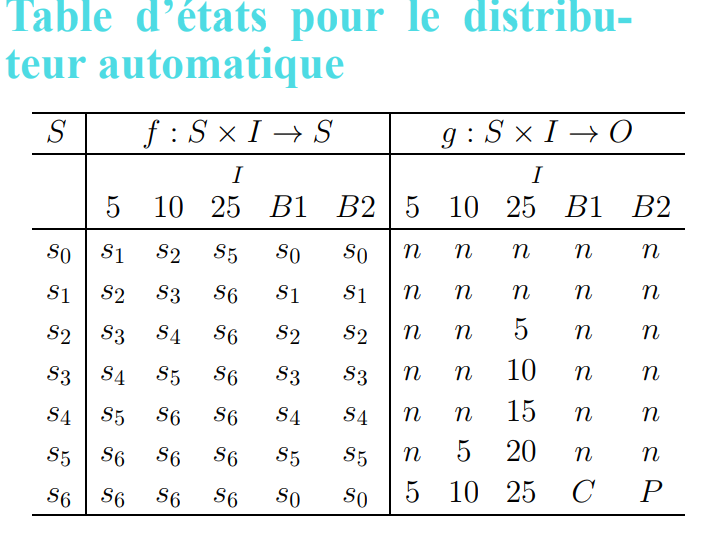 Table d'états pour le distribu-
teur automatique
S f : S × I → S g : S × I → O
I I
5 10 25 B1 B2 5 10 25 B1 B2
s0 s1 s2 s5 s0 s0 n n n n n
s1 s2 s3 s6 s1 s1 n n n n n
s2 s3 s4 s6 s2 s2 n n 5 n n
s3 s4 s5 s6 s3 s3 n n 10 n n
s4 s5 s6 s6 s4 s4 n n 15 n n
s5 s6 s6 s6 s5 s5 n 5 20 n n
s6 s6 s6 s6 s0 s0 5 10 25 C P